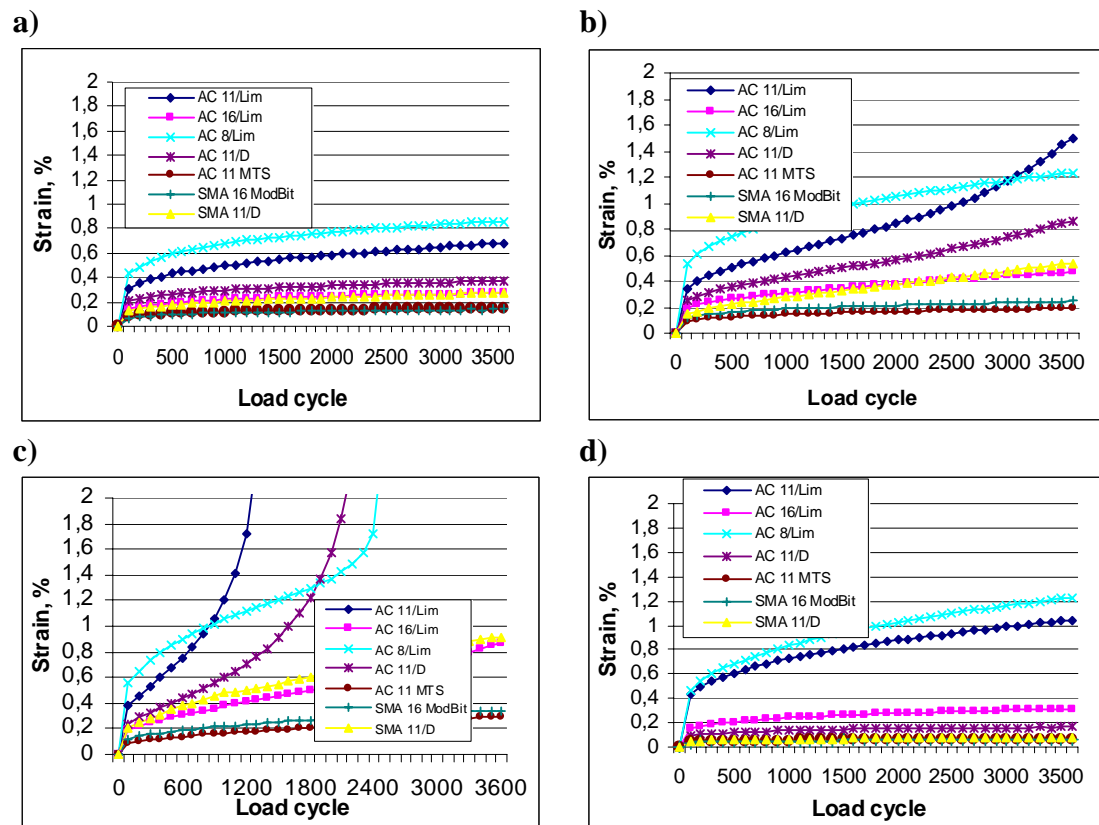 a)
2
1,8
1,6
1,4
1,2
1
0,8
0,6
0,4
0,2
0
Strain, %
AC 11/Lim
AC 16/Lim
AC 8/Lim
AC 11/D
AC 11 MTS
SMA 16 ModBit
SMA 11/D
0 500 1000 1500 2000 2500 3000 3500
Load cycle
b)
2
1,8
1,6
1,4
1,2
1
0,8
0,6
0,4
0,2
0
Strain, %
AC 11/Lim
AC 16/Lim
AC 8/Lim
AC 11/D
AC 11 MTS
SMA 16 ModBit
SMA 11/D
0 500 1000 1500 2000 2500 3000 3500
Load cycle
c)
2
1,8
1,6
1,4
1,2
1
0,8
0,6
0,4
0,2
0
Strain, %
AC 11/Lim
AC 16/Lim
AC 8/Lim
AC 11/D
AC 11 MTS
SMA 16 ModBit
SMA 11/D
0 600 1200 1800 2400 3000 3600
Load cycle
d)
2
1,8
1,6
1,4
1,2
1
0,8
0,6
0,4
0,2
0
Strain, %
AC 11/Lim
AC 16/Lim
AC 8/Lim
AC 11/D
AC 11 MTS
SMA 16 ModBit
SMA 11/D
0 500 1000 1500 2000 2500 3000 3500
Load cycle